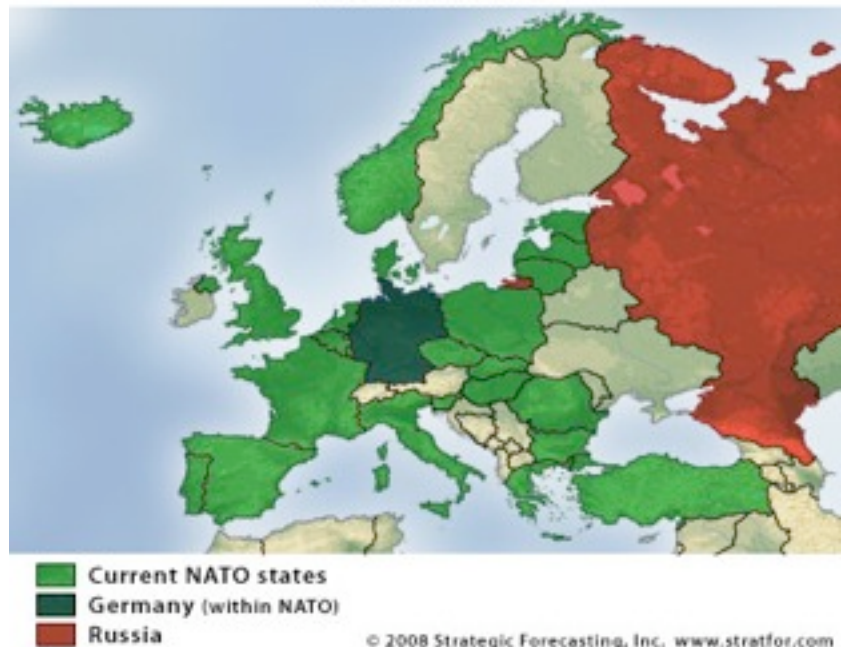 Current NATO states
Germany (within NATO)
Russia
© 2008 Strategic Forecasting, Inc. www.stratfor.com